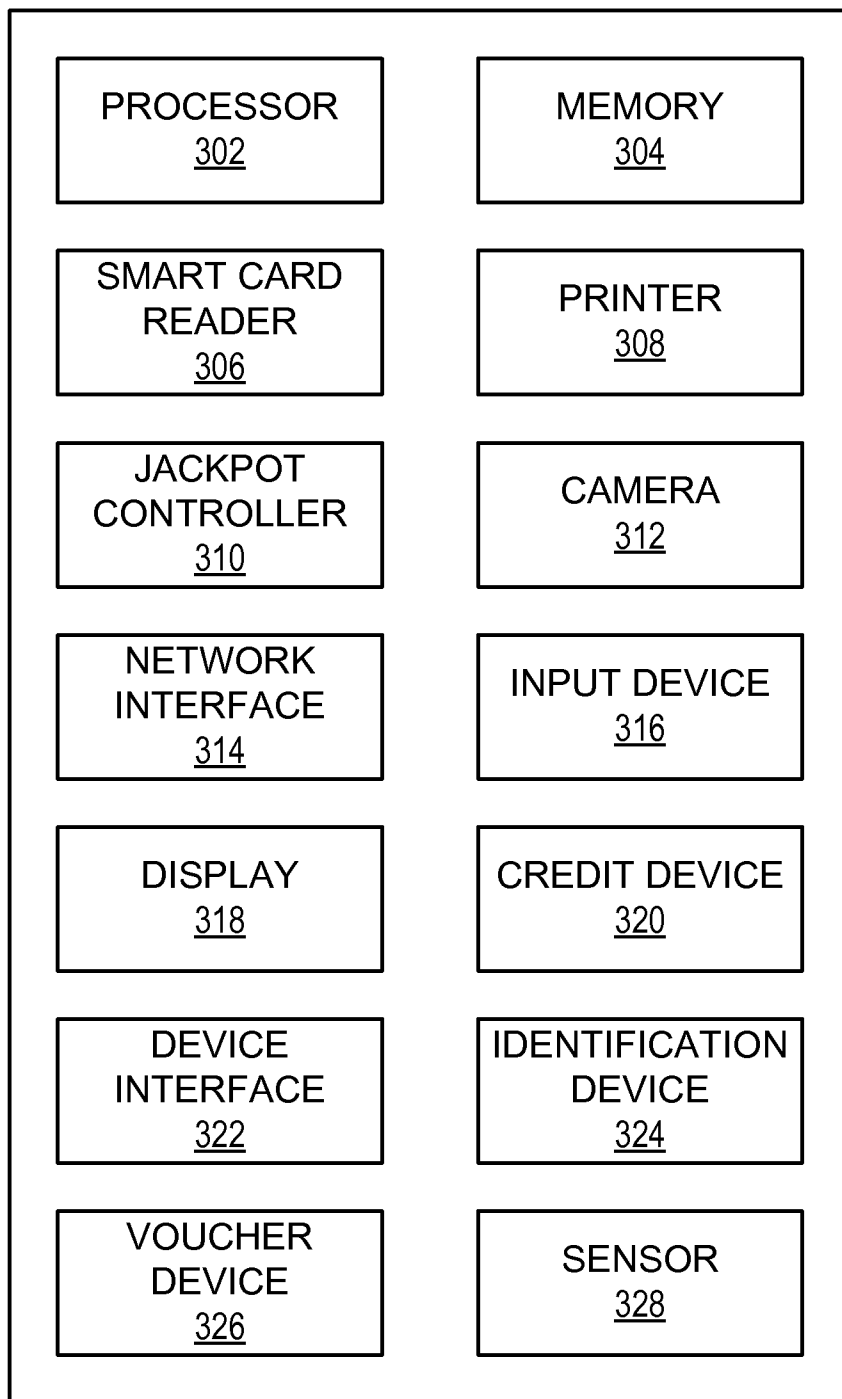 PROCESSOR
302
MEMORY
304
SMART CARD
READER
306
PRINTER
308
JACKPOT
CONTROLLER
310
CAMERA
312
NETWORK
INTERFACE
314
INPUT DEVICE
316
DISPLAY
318
CREDIT DEVICE
320
DEVICE
INTERFACE
322
IDENTIFICATION
DEVICE
324
VOUCHER
DEVICE
326
SENSOR
328